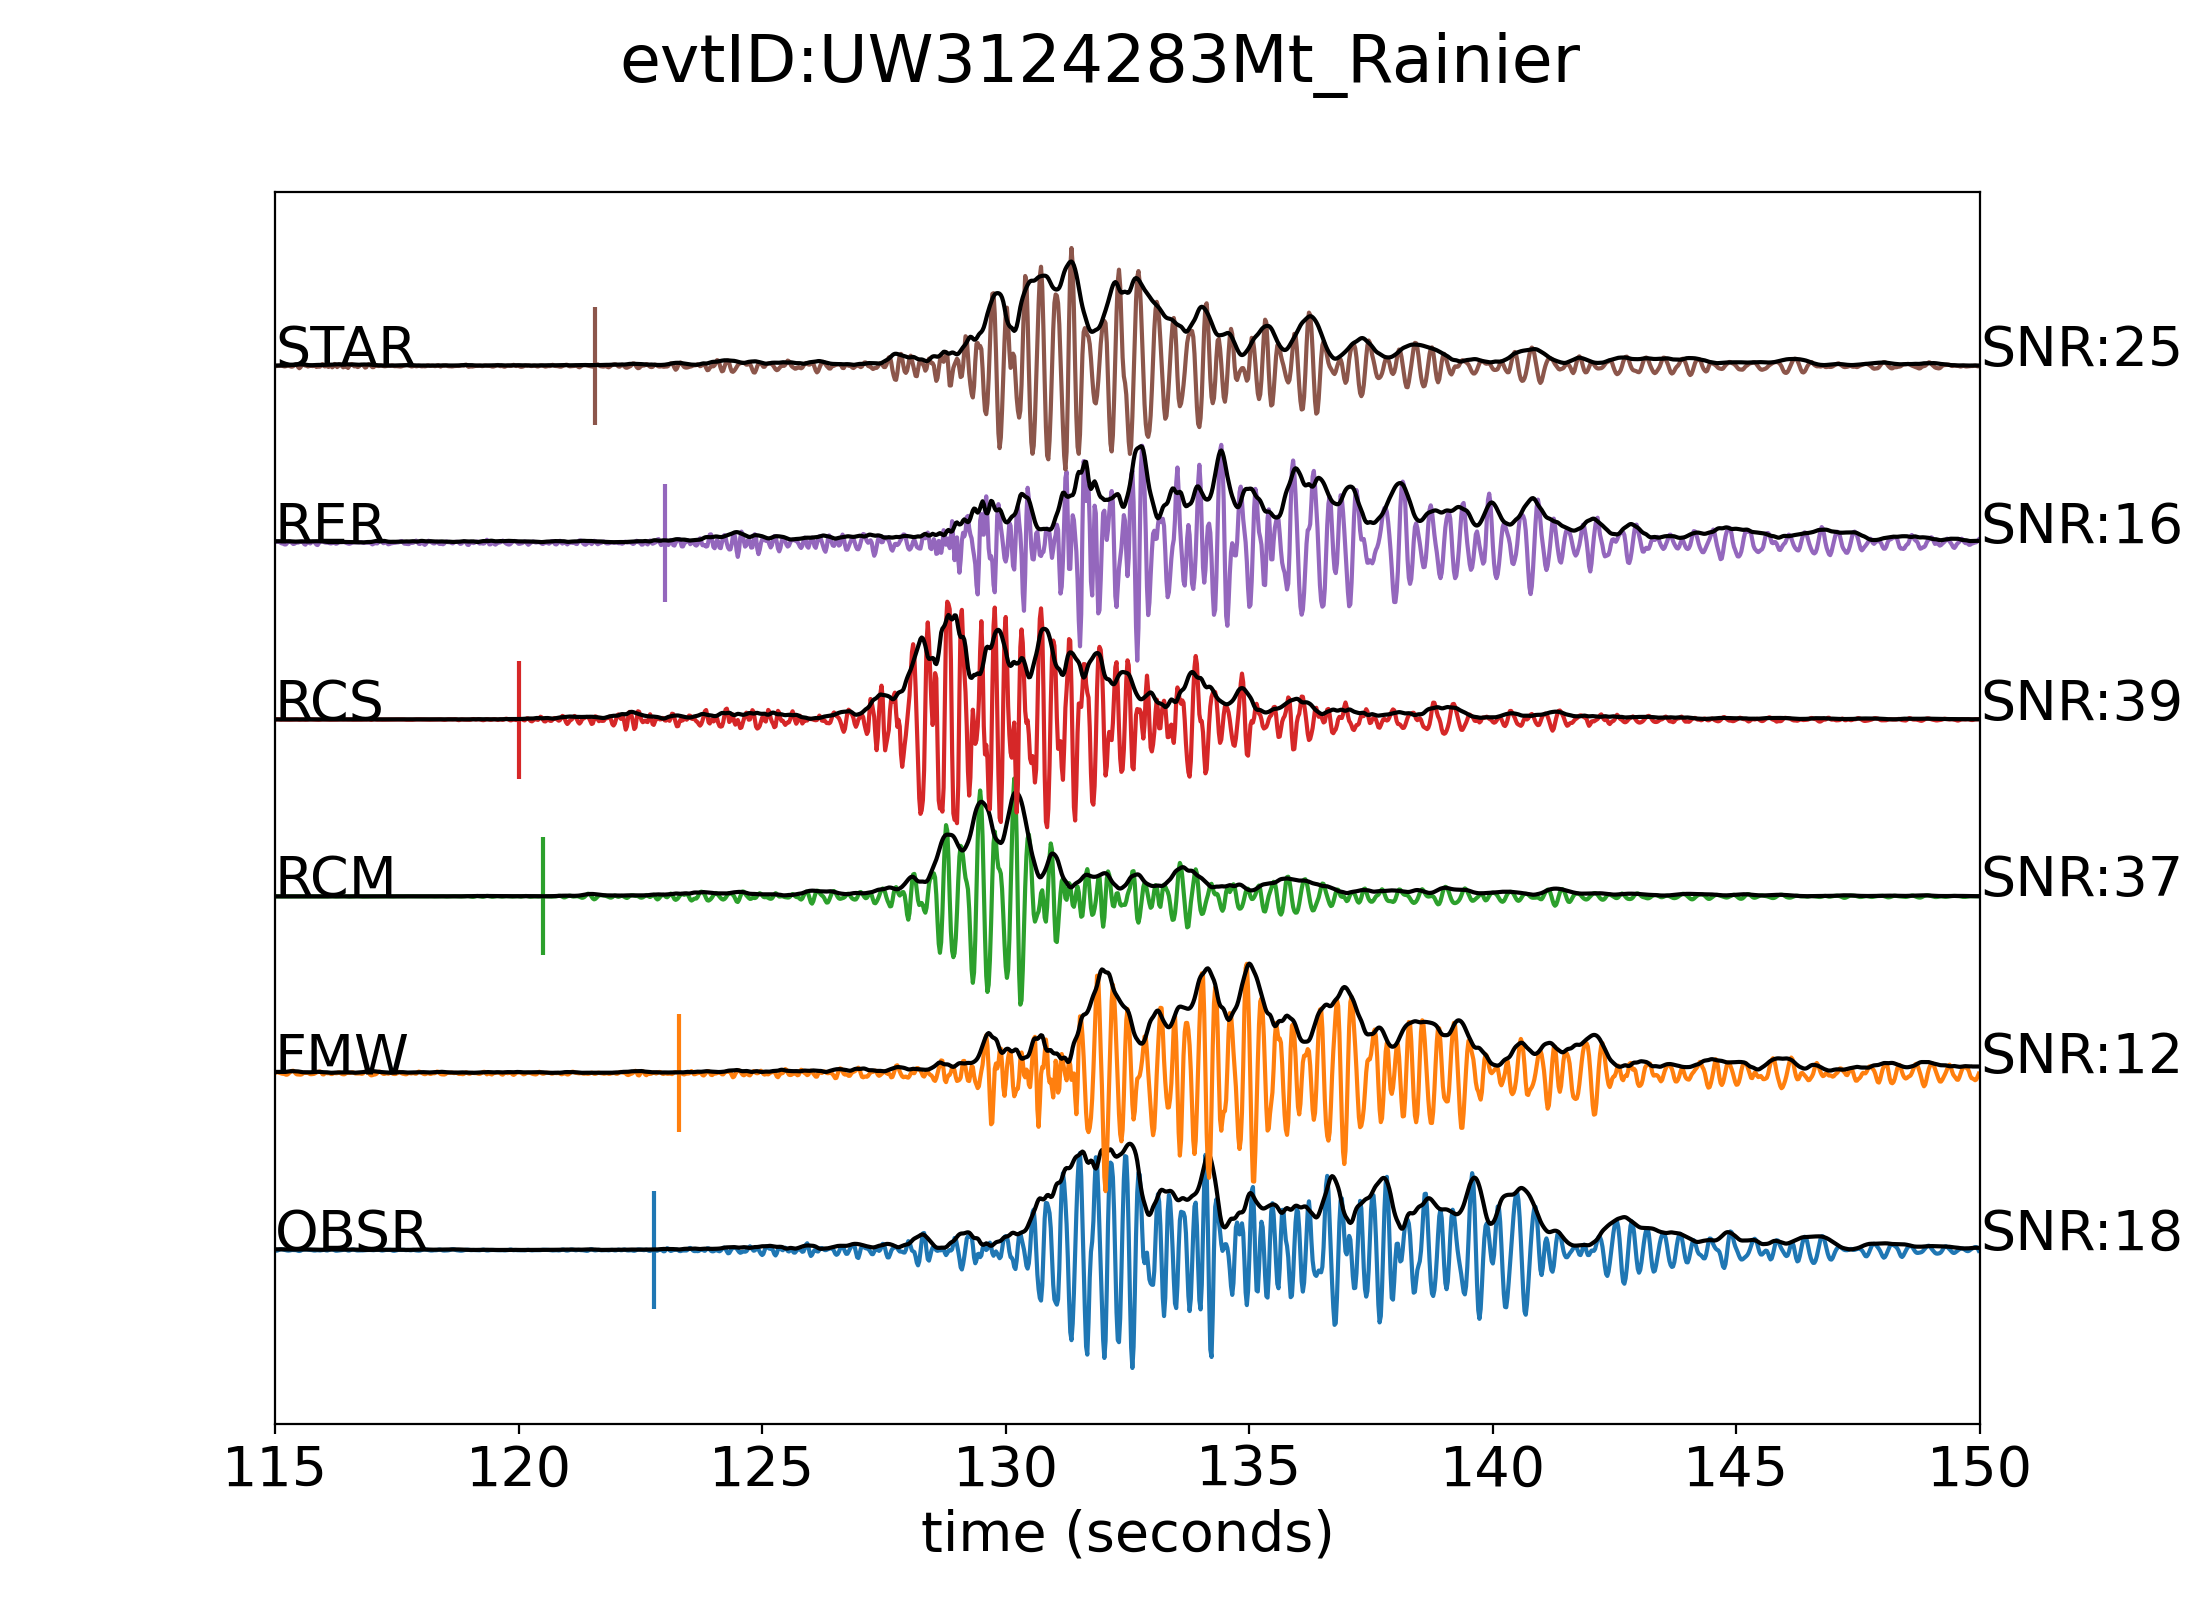 evtID:UW3124283Mt_Rainier
STAR SNR:25
RER SNR:16
RCS SNR:39
RCM SNR:37
FMW SNR:12
OBSR SNR:18
115 120 125 130 135 140 145 150
time (seconds)